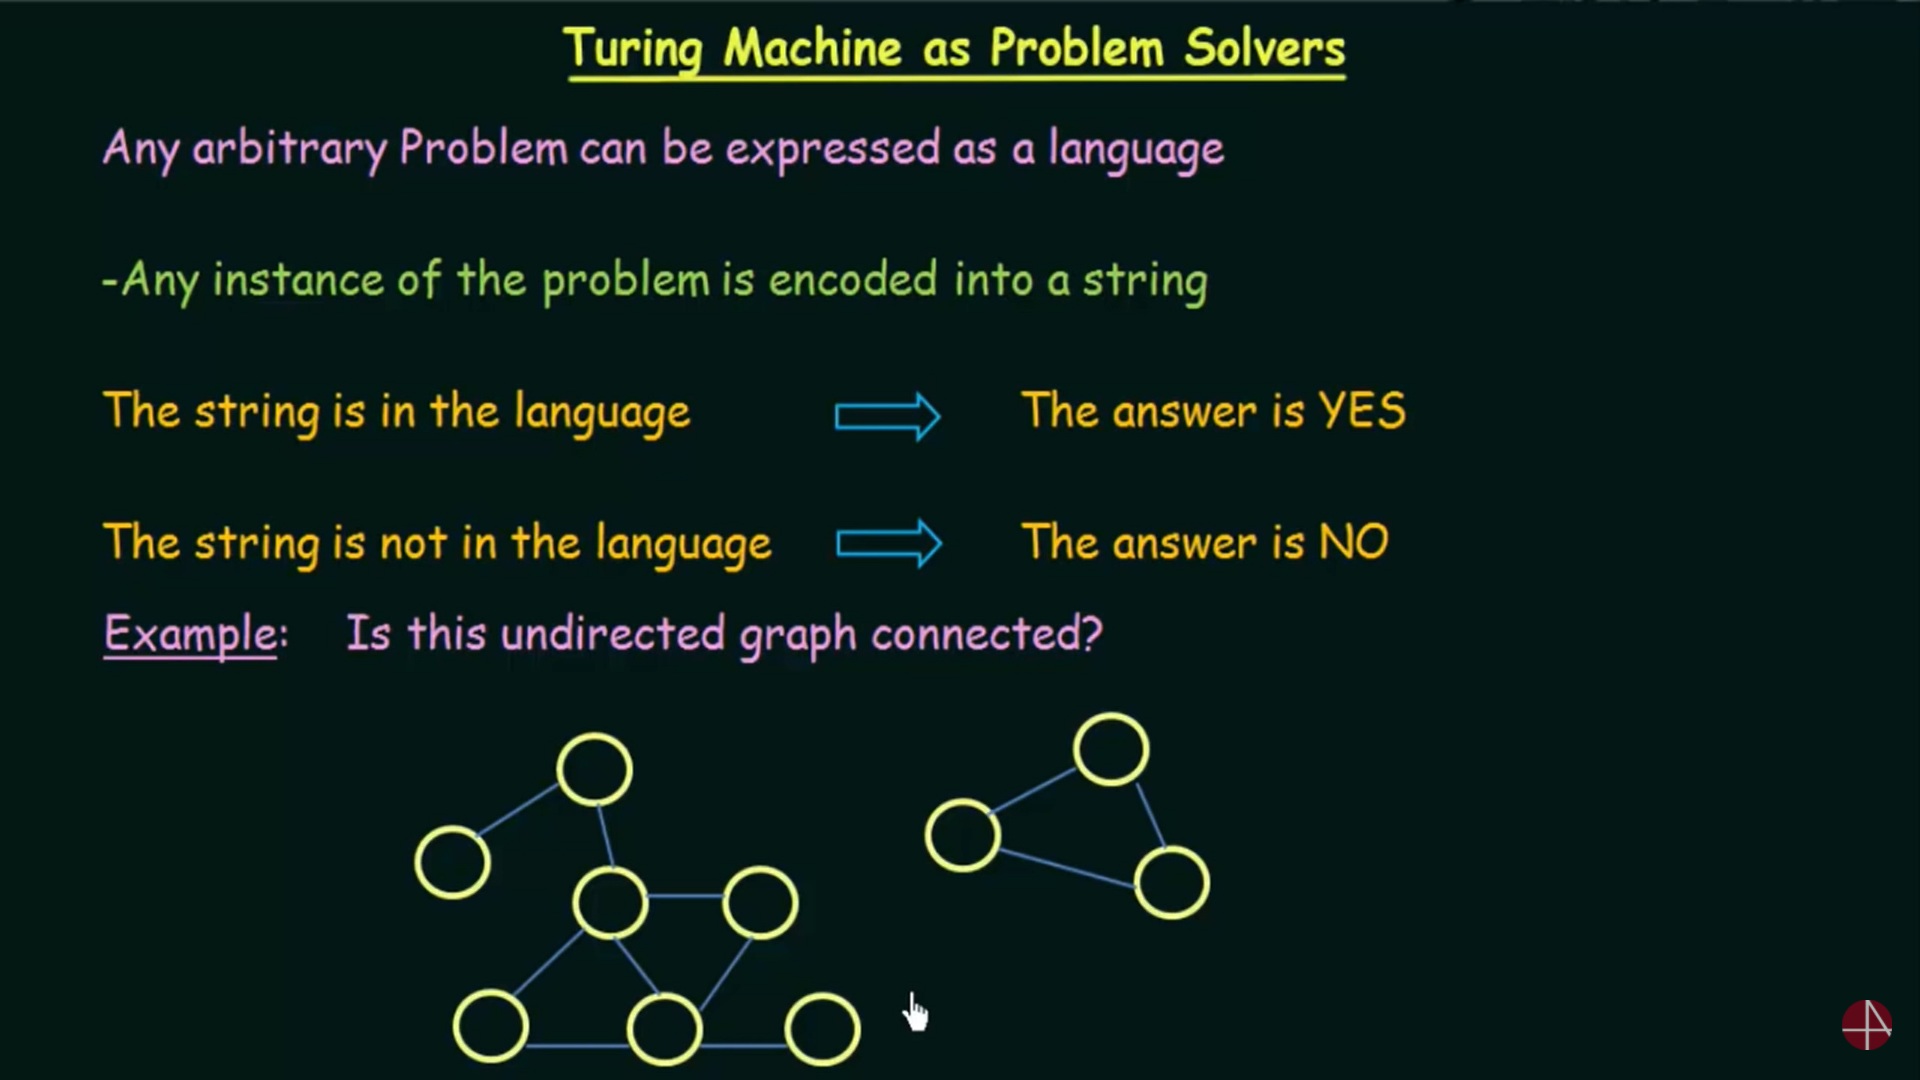 Turing Machine as Problem Solvers
Any arbitrary Problem can be expressed as a language
-Any instance of the problem is encoded into a string
The string is in the language The answer is YES
The string is not in the language The answer is NO
Example: Is this undirected graph connected?